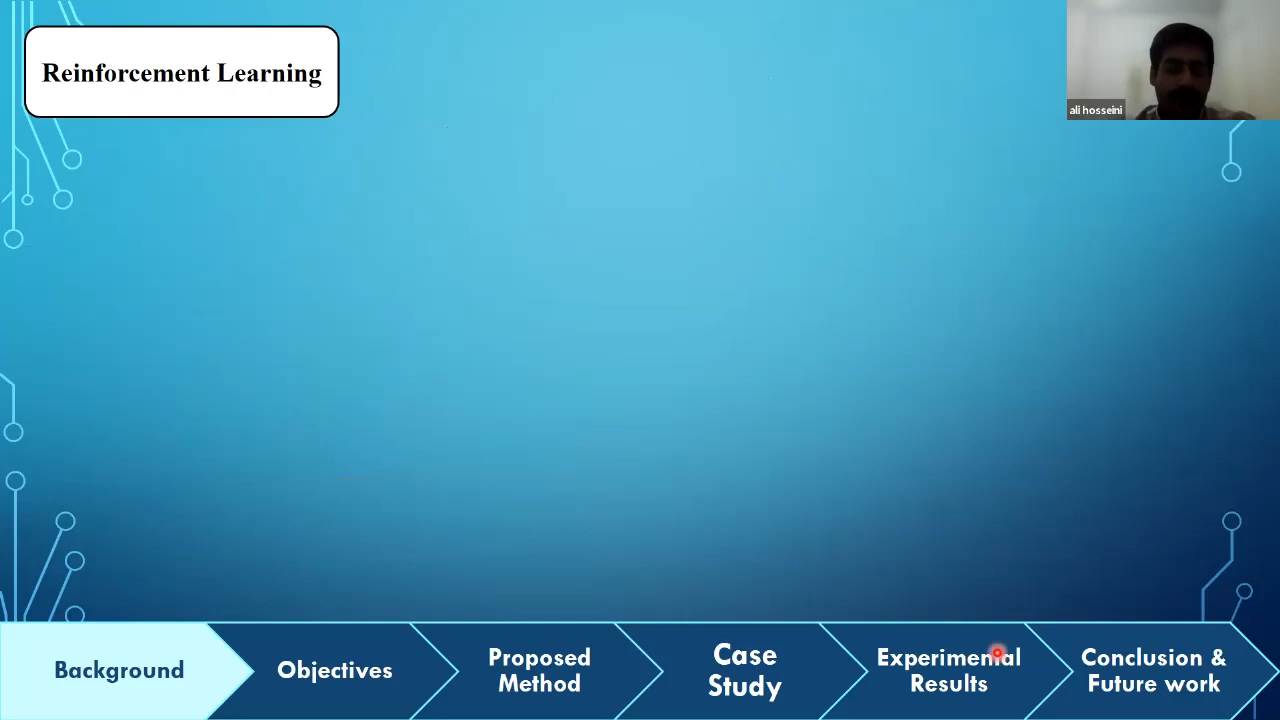 Reinforcement Learning
ali hosseini
Background
Objectives
Proposed
Method
Case
Study
Experimental
Results
Conclusion &
Future work